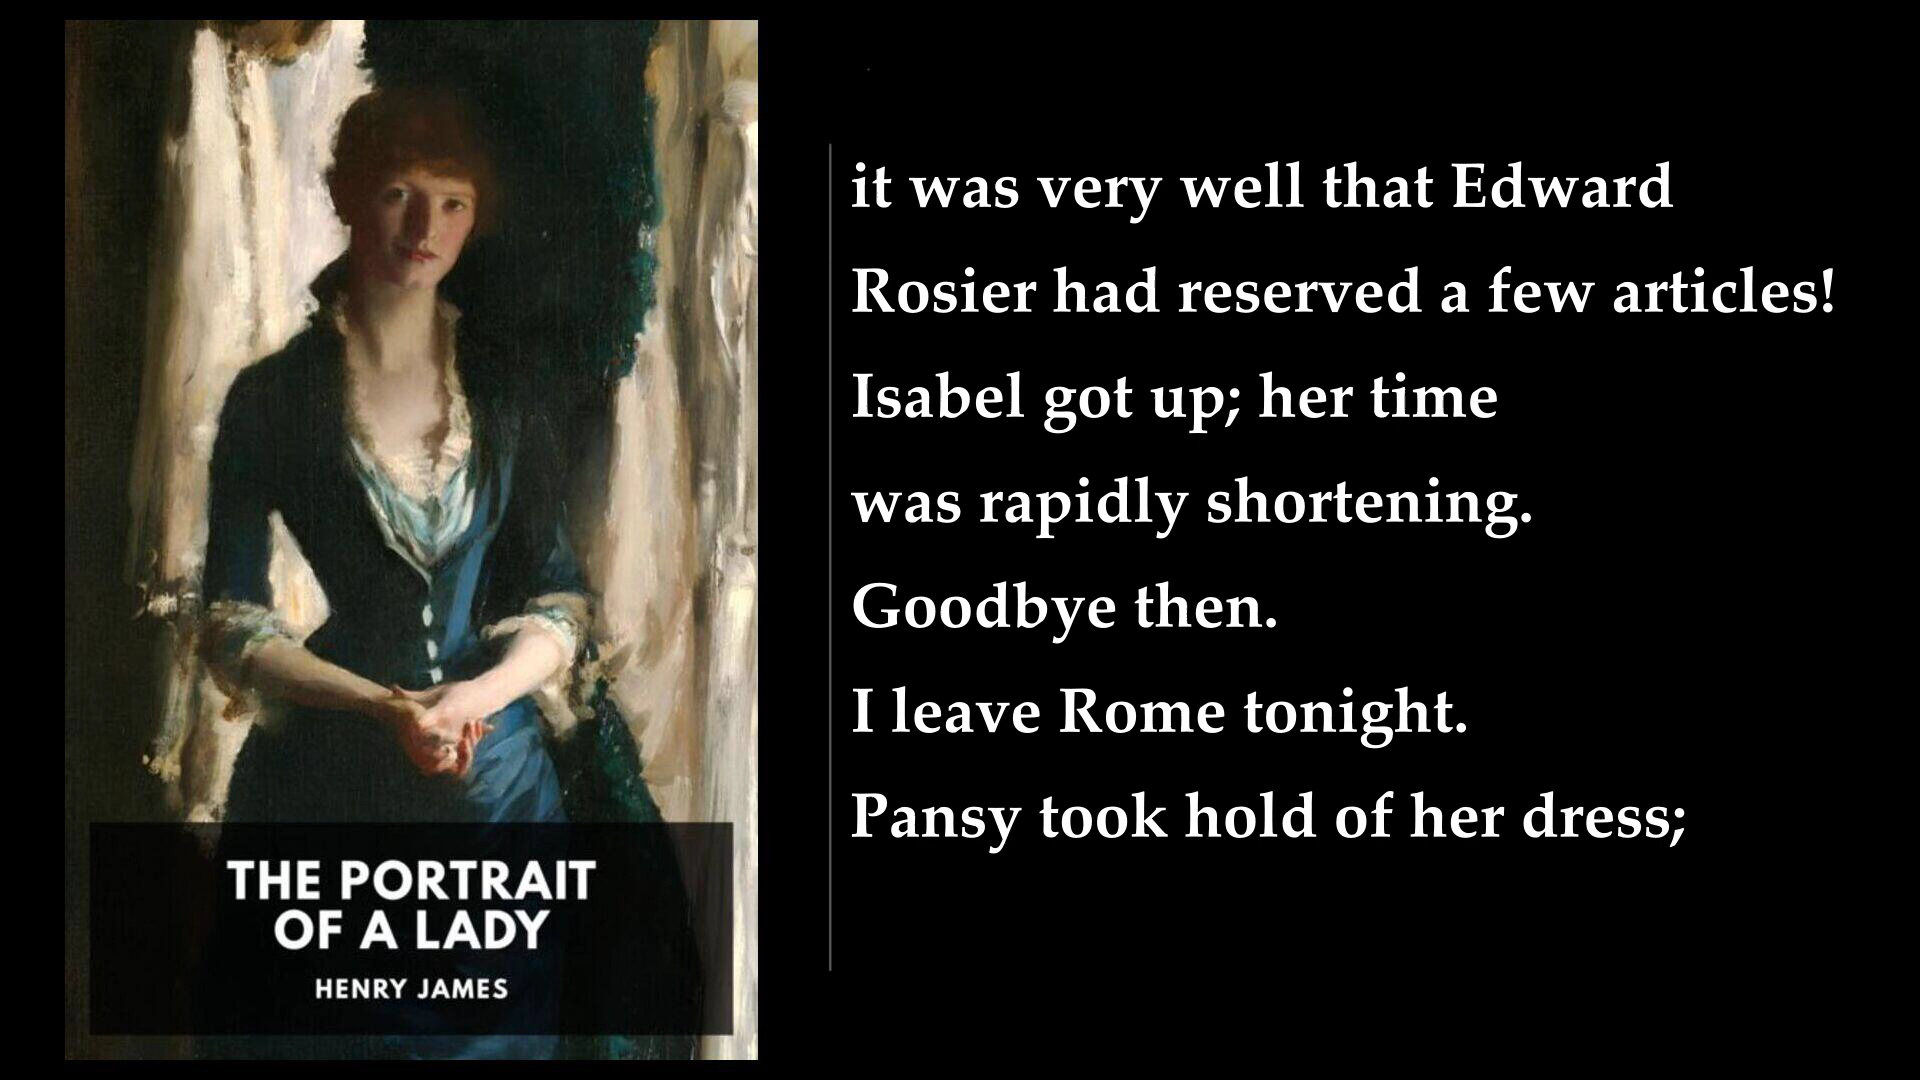 it was very well that Edward
Rosier had reserved a few articles!
Isabel got up; her time
was rapidly shortening.
Goodbye then.
I leave Rome tonight.
Pansy took hold of her dress;
THE PORTRAIT
OF A LADY
HENRY JAMES